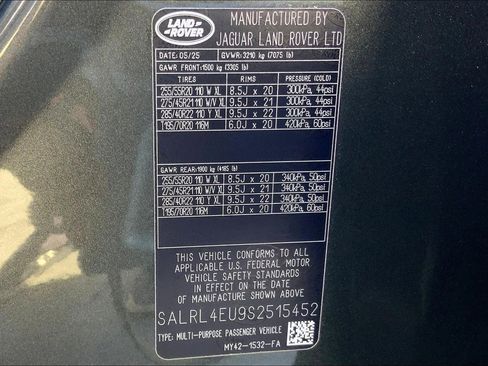 LAND ROVER
MANUFACTURED BY
JAGUAR LAND ROVER LTD
DATE: 05/25 GVWR: 3210 kg (7075 lb)
GAWR FRONT: 1500 kg (3305 lb)
TIRES RIMS PRESSURE (COLD)
255/55R20 110 W XL 8.5J x 20 300kPa, 44psi
275/45R21 110 W/V XL 9.5J x 21 300kPa, 44psi
285/40R22 110 Y XL 9.5J x 22 300kPa, 44psi
T195/70R20 116M 6.0J x 20 420kPa, 60psi
GAWR REAR: 1900 kg (4185 lb)
255/55R20 110 W XL 8.5J x 20 340kPa, 50psi
275/45R21 110 W/V XL 9.5J x 21 340kPa, 50psi
285/40R22 110 Y XL 9.5J x 22 340kPa, 50psi
T195/70R20 116M 6.0J x 20 420kPa, 60psi
THIS VEHICLE CONFORMS TO ALL
APPLICABLE U.S. FEDERAL MOTOR
VEHICLE SAFETY STANDARDS
IN EFFECT ON THE DATE OF
MANUFACTURE SHOWN ABOVE.
SALRL4EU9S2515452
TYPE: MULTI-PURPOSE PASSENGER VEHICLE
MY42-1532-FA